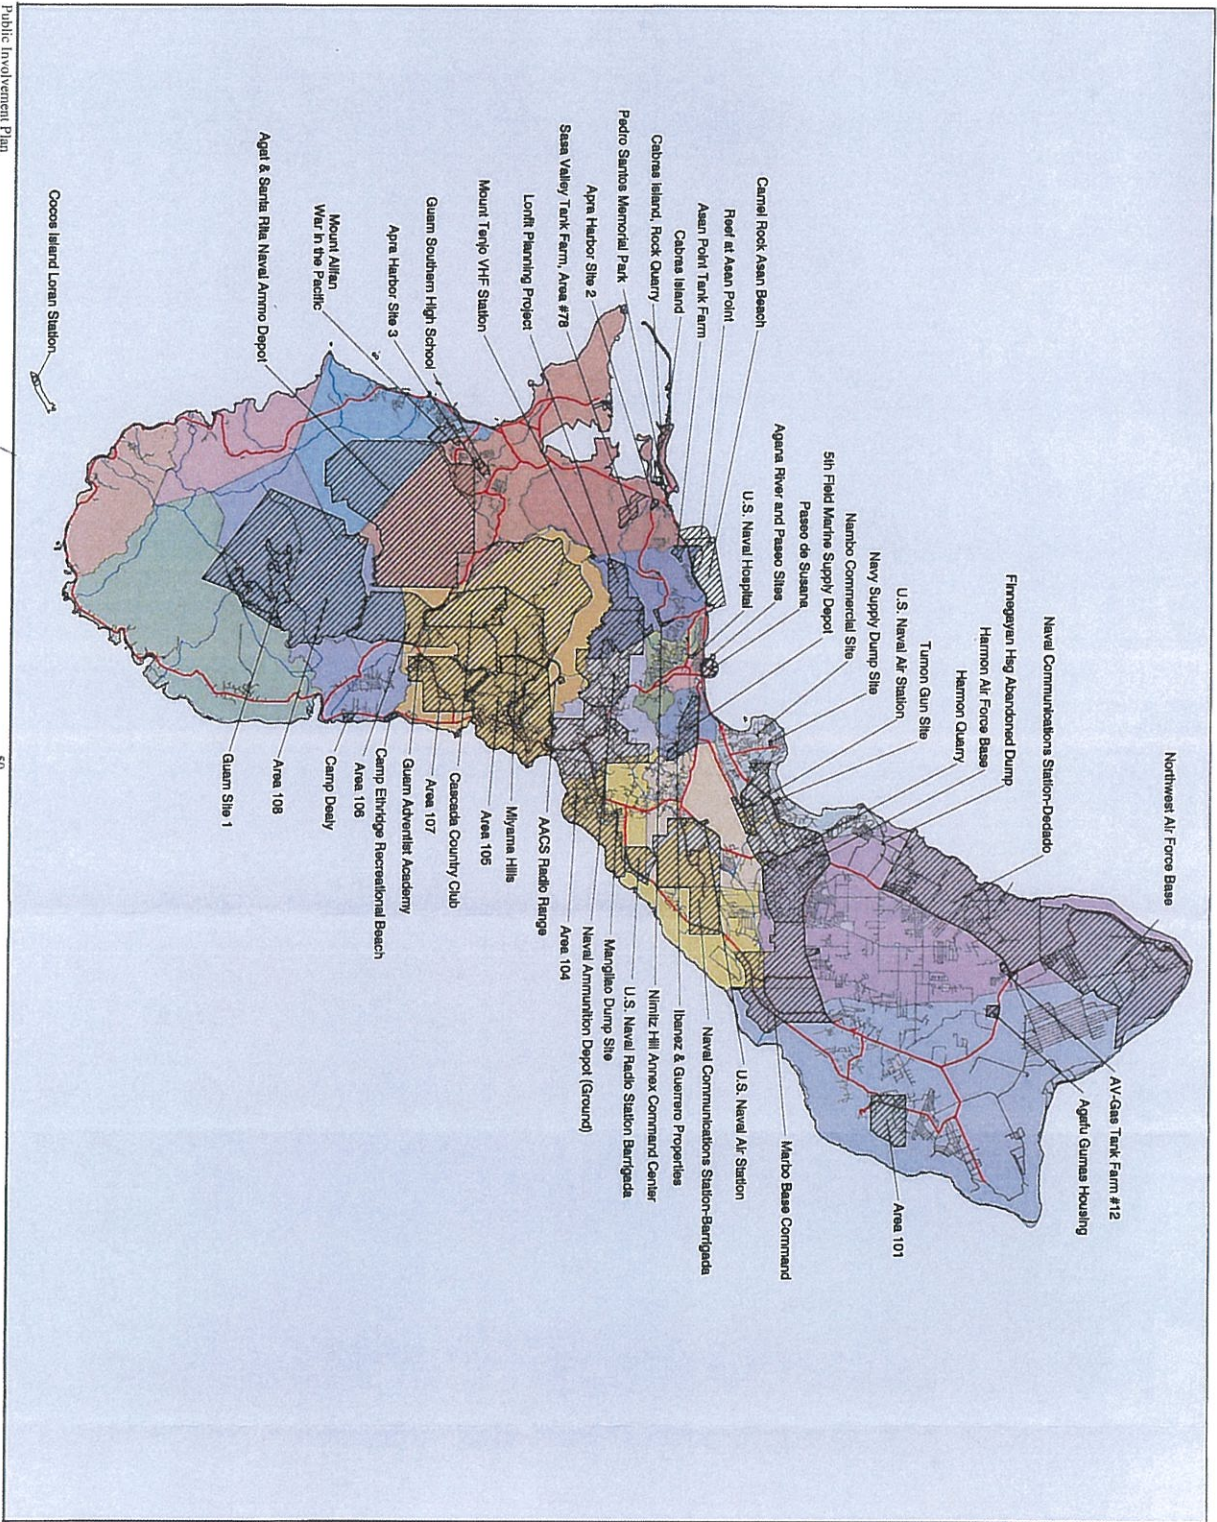 Northwest Air Force Base
Naval Communications Station-Dedado
Finnegayan Hsg Abandoned Dump
Harmon Air Force Base
Harmon Quarry
Tumon Gun Site
U.S. Naval Air Station
Navy Supply Dump Site
Nambo Commercial Site
5th Field Marine Supply Depot
Paseo de Susana
Agana River and Paseo Sites
U.S. Naval Hospital
Camel Rock Asan Beach
Reef at Asan Point
Asan Point Tank Farm
Cabras Island
Cabras Island, Rock Quarry
Pedro Santos Memorial Park
Apra Harbor Site 2
Sasa Valley Tank Farm, Area #78
Lonfit Planning Project
Mount Tenjo VHF Station
Guam Southern High School
Apra Harbor Site 3
Mount Alifan
War in the Pacific
Agat & Santa Rita Naval Ammo Depot
Cocos Island Loran Station
AV-Gas Tank Farm #12
Agafu Gumas Housing
Area 101
Marbo Base Command
U.S. Naval Air Station
Naval Communications Station-Barrigada
Ibanez & Guerrero Properties
Nimitz Hill Annex Command Center
U.S. Naval Radio Station Barrigada
Mangilao Dump Site
Naval Ammunition Depot (Ground)
Area 104
AACS Radio Range
Miyama Hills
Area 105
Cascada Country Club
Area 107
Guam Adventist Academy
Camp Ethridge Recreational Beach
Area 106
Camp Dealy
Area 108
Guam Site 1
Public Involvement Plan